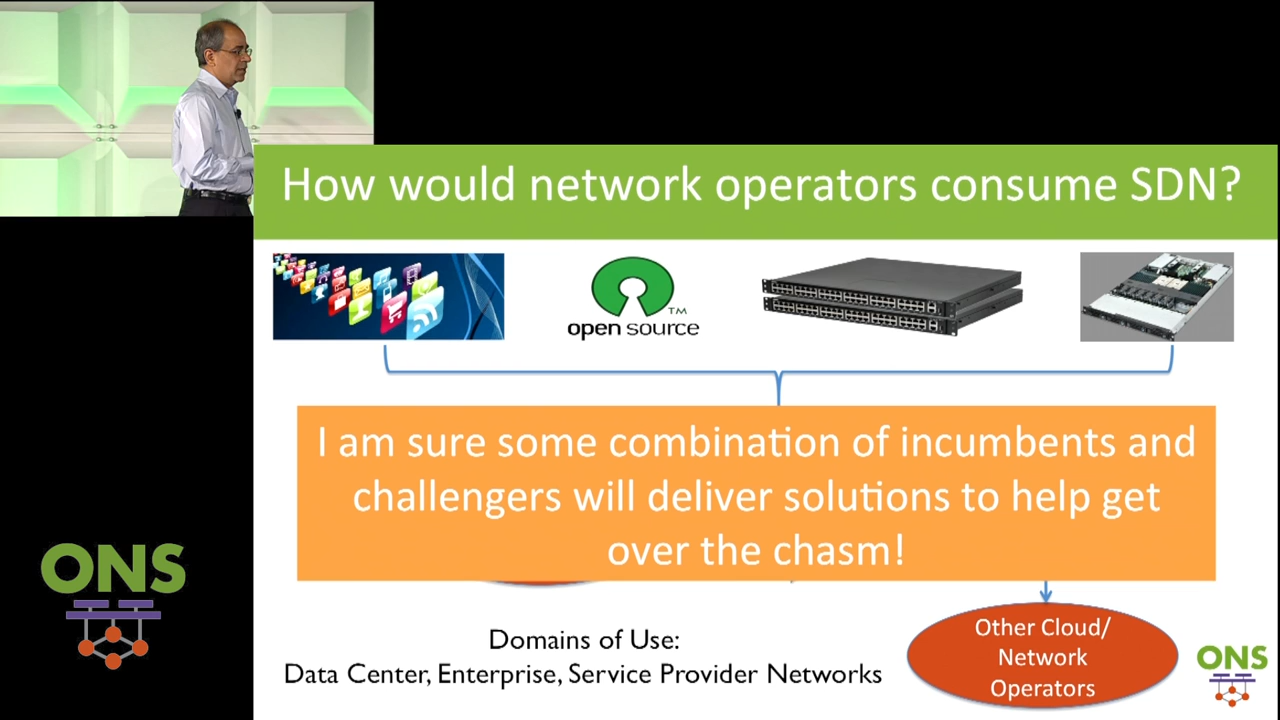 How would network operators consume SDN?
open source
TM
I am sure some combination of incumbents and
challengers will deliver solutions to help get
over the chasm!
ONS
Domains of Use:
Data Center, Enterprise, Service Provider Networks
Other Cloud/
Network
Operators
ONS